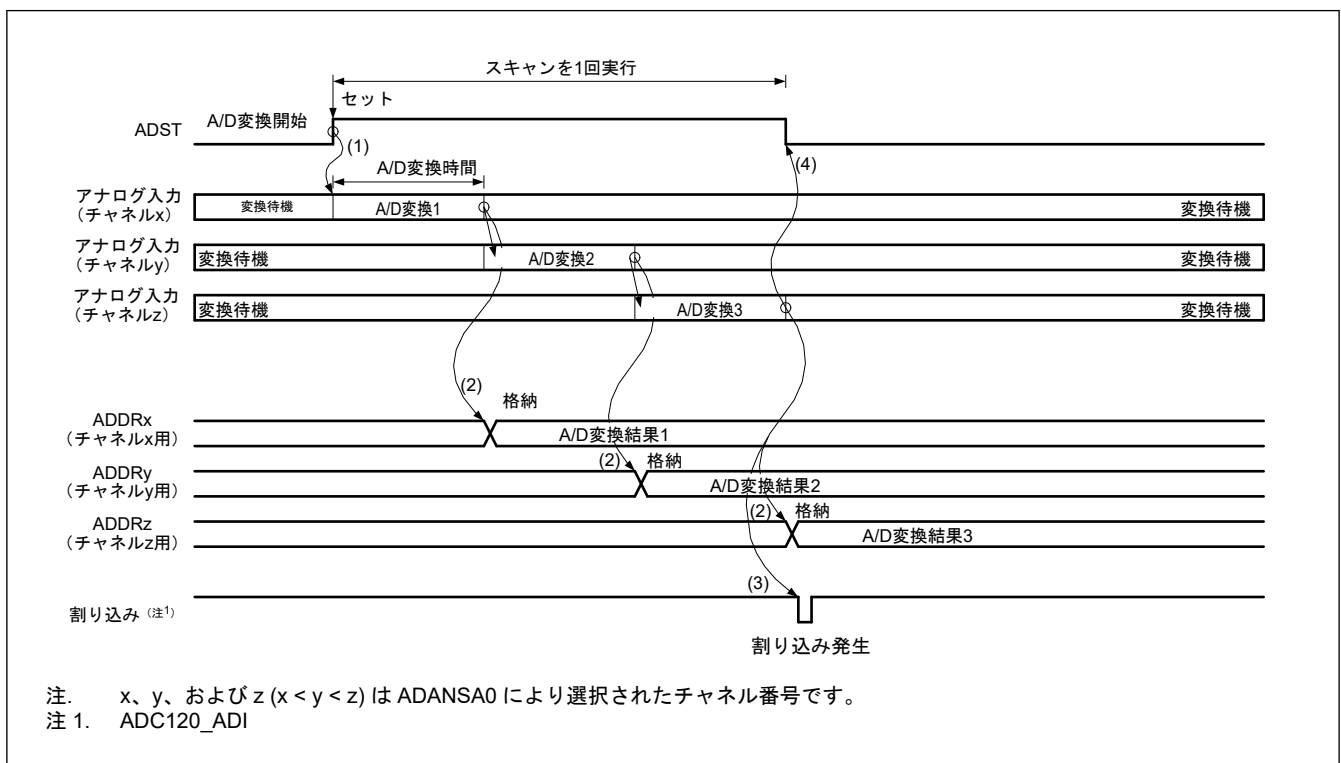 スキャンを1回実行
セット
ADST
A/D変換開始
(1)
(4)
A/D変換時間
アナログ入力
（チャネルx）
変換待機
A/D変換1
変換待機
アナログ入力
（チャネルy）
変換待機
A/D変換2
変換待機
アナログ入力
（チャネルz）
変換待機
A/D変換3
変換待機
(2)
格納
ADDRx
（チャネルx用）
A/D変換結果1
(2)
格納
ADDRy
（チャネルy用）
A/D変換結果2
(2)
格納
ADDRz
（チャネルz用）
A/D変換結果3
(3)
割り込み（注1）
割り込み発生
注. x、y、および z (x < y < z) は ADANSA0 により選択されたチャネル番号です。
注 1. ADC120_ADI